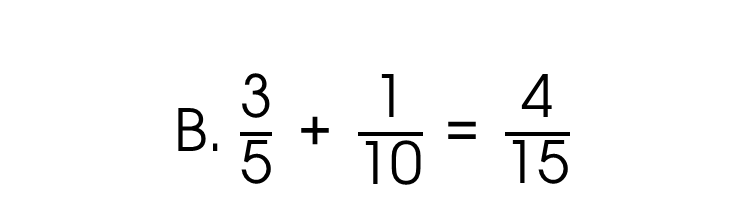 B. 3/5 + 1/10 = 4/15